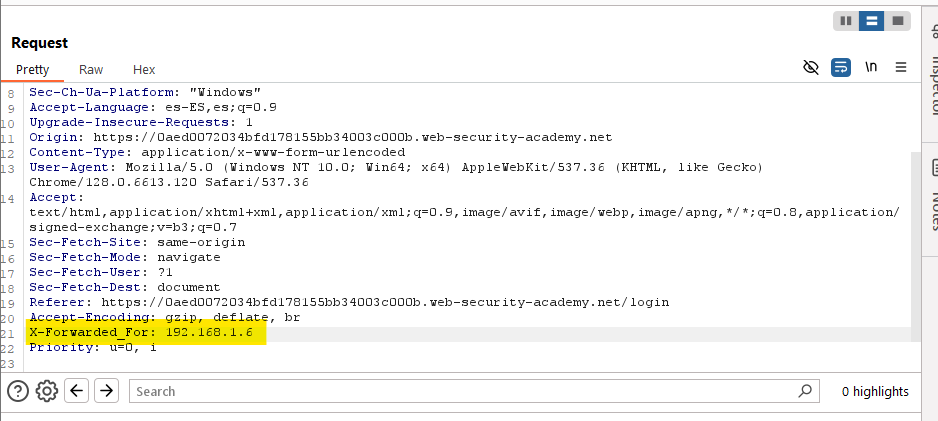 Request
Pretty Raw Hex \n
8 Sec-Ch-Ua-Platform: "Windows"
9 Accept-Language: es-ES,es;q=0.9
10 Upgrade-Insecure-Requests: 1
11 Origin: https://0aed0072034bfd178155bb34003c000b.web-security-academy.net
12 Content-Type: application/x-www-form-urlencoded
13 User-Agent: Mozilla/5.0 (Windows NT 10.0; Win64; x64) AppleWebKit/537.36 (KHTML, like Gecko)
Chrome/128.0.6613.120 Safari/537.36
14 Accept:
text/html,application/xhtml+xml,application/xml;q=0.9,image/avif,image/webp,image/apng,*/*;q=0.8,application/
signed-exchange;v=b3;q=0.7
15 Sec-Fetch-Site: same-origin
16 Sec-Fetch-Mode: navigate
17 Sec-Fetch-User: ?1
18 Sec-Fetch-Dest: document
19 Referer: https://0aed0072034bfd178155bb34003c000b.web-security-academy.net/login
20 Accept-Encoding: gzip, deflate, br
21 X-Forwarded_For: 192.168.1.6
22 Priority: u=0, i
23
Search
0 highlights
Inspector
Notes